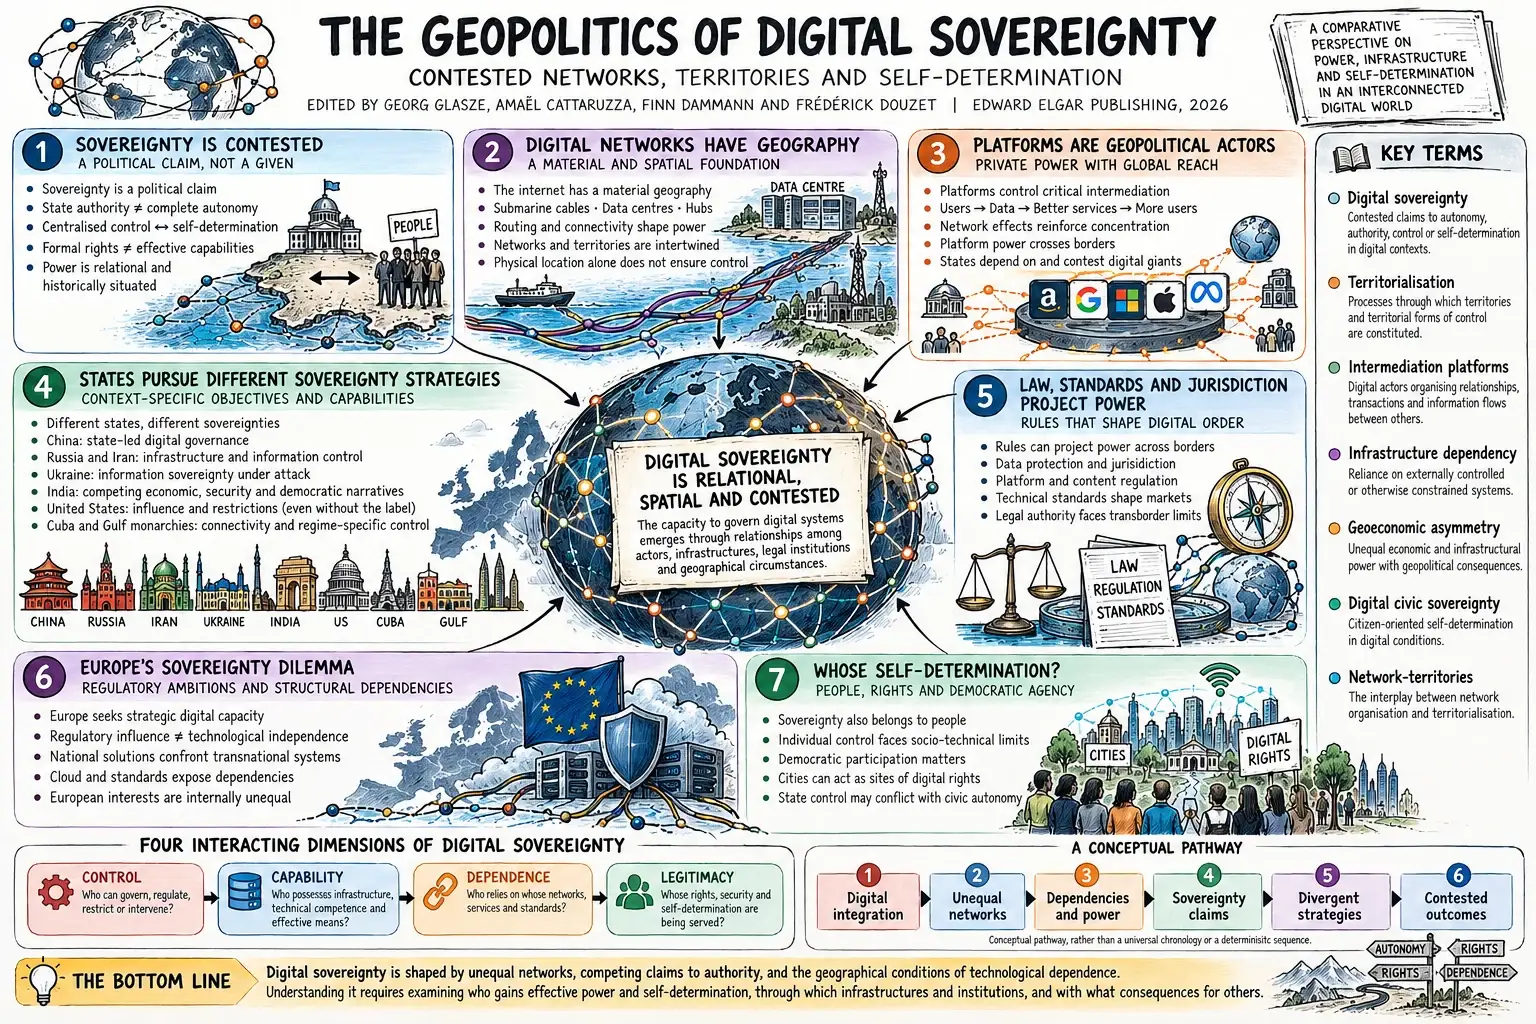 THE GEOPOLITICS OF DIGITAL SOVEREIGNTY
CONTESTED NETWORKS, TERRITORIES AND SELF-DETERMINATION
EDITED BY GEORG GLASZE, AMAËL CATTARUZZA, FINN DAMMANN AND FRÉDÉRICK DOUZET | EDWARD ELGAR PUBLISHING, 2026
A COMPARATIVE
PERSPECTIVE ON
POWER, INFRASTRUCTURE
AND SELF-DETERMINATION
IN AN INTERCONNECTED
DIGITAL WORLD
1
SOVEREIGNTY IS CONTESTED
A POLITICAL CLAIM, NOT A GIVEN
• Sovereignty is a political claim
• State authority ≠ complete autonomy
• Centralised control ↔ self-determination
• Formal rights ≠ effective capabilities
• Power is relational and
historically situated
PEOPLE
2
DIGITAL NETWORKS HAVE GEOGRAPHY
A MATERIAL AND SPATIAL FOUNDATION
• The internet has a material geography
• Submarine cables · Data centres · Hubs
• Routing and connectivity shape power
• Networks and territories are intertwined
• Physical location alone does not ensure control
DATA CENTRE
3
PLATFORMS ARE GEOPOLITICAL ACTORS
PRIVATE POWER WITH GLOBAL REACH
• Platforms control critical intermediation
• Users → Data → Better services → More users
• Network effects reinforce concentration
• Platform power crosses borders
• States depend on and contest digital giants
a
G
4
STATES PURSUE DIFFERENT SOVEREIGNTY STRATEGIES
CONTEXT-SPECIFIC OBJECTIVES AND CAPABILITIES
• Different states, different sovereignties
• China: state-led digital governance
• Russia and Iran: infrastructure and information control
• Ukraine: information sovereignty under attack
• India: competing economic, security and democratic narratives
• United States: influence and restrictions (even without the label)
• Cuba and Gulf monarchies: connectivity and regime-specific control
CHINA
RUSSIA
IRAN
UKRAINE
INDIA
US
CUBA
GULF
DIGITAL SOVEREIGNTY
IS RELATIONAL,
SPATIAL AND CONTESTED
The capacity to govern digital systems
emerges through relationships among
actors, infrastructures, legal institutions
and geographical circumstances.
5
LAW, STANDARDS AND JURISDICTION
PROJECT POWER
RULES THAT SHAPE DIGITAL ORDER
• Rules can project power across borders
• Data protection and jurisidiction
• Platform and content regulation
• Technical standards shape markets
• Legal authority faces transborder limits
LAW
REGULATION
STANDARDS
6
EUROPE'S SOVEREIGNTY DILEMMA
REGULATORY AMBITIONS AND STRUCTURAL DEPENDENCIES
• Europe seeks strategic digital capacity
• Regulatory influence ≠ technological independence
• National solutions confront transnational systems
• Cloud and standards expose dependencies
• European interests are internally unequal
7
WHOSE SELF-DETERMINATION?
PEOPLE, RIGHTS AND DEMOCRATIC AGENCY
• Sovereignty also belongs to people
• Individual control faces socio-technical limits
• Democratic participation matters
• Cities can act as sites of digital rights
• State control may conflict with civic autonomy
CITIES
DIGITAL
RIGHTS
KEY TERMS
Digital sovereignty
Contested claims to autonomy,
authority, control or self-determination
in digital contexts.
Territorialisation
Processes through which territories
and territorial forms of control
are constituted.
Intermediation platforms
Digital actors organising relationships,
transactions and information flows
between others.
Infrastructure dependency
Reliance on externally controlled
or otherwise constrained systems.
Geoeconomic asymmetry
Unequal economic and infrastructural
power with geopolitical consequences.
Digital civic sovereignty
Citizen-oriented self-determination
in digital conditions.
Network-territories
The interplay between network
organisation and territorialisation.
FOUR INTERACTING DIMENSIONS OF DIGITAL SOVEREIGNTY
CONTROL
Who can govern, regulate,
restrict or intervene?
CAPABILITY
Who possesses infrastructure,
technical competence and
effective means?
DEPENDENCE
Who relies on whose networks,
services and standards?
LEGITIMACY
Whose rights, security and
self-determination are
being served?
A CONCEPTUAL PATHWAY
1
Digital
integration
2
Unequal
networks
3
Dependencies
and power
4
Sovereignty
claims
5
Divergent
strategies
6
Contested
outcomes
Conceptual pathway, rather than a universal chronology or a determinisitc sequence.
AUTONOMY
RIGHTS
RIGHTS
DEPENDENCE
THE BOTTOM LINE
Digital sovereignty is shaped by unequal networks, competing claims to authority, and the geographical conditions of technological dependence.
Understanding it requires examining who gains effective power and self-determination, through which infrastructures and institutions, and with what consequences for others.